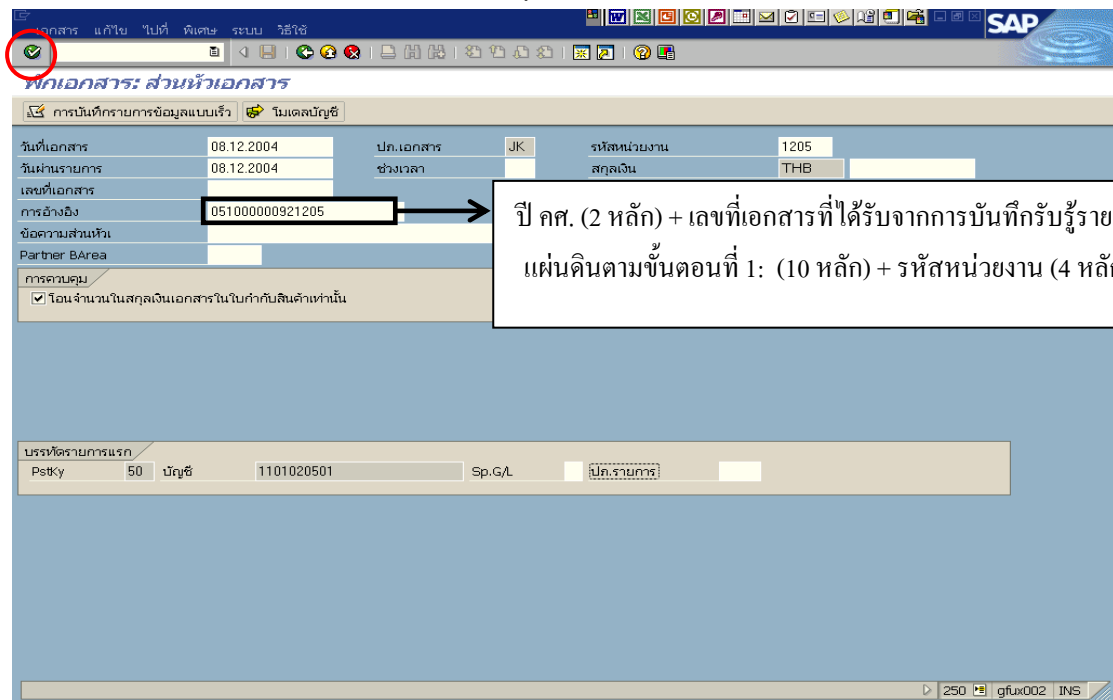 เอกสาร แก้ไข ไปที่ พิเศษ ระบบ วิธีใช้
SAP
พักเอกสาร: ส่วนหัวเอกสาร
การบันทึกรายการข้อมูลแบบเร็ว โมเดลบัญชี
วันที่เอกสาร 08.12.2004 ปภ.เอกสาร JK รหัสหน่วยงาน 1205
วันผ่านรายการ 08.12.2004 ช่วงเวลา สกุลเงิน THB
เลขที่เอกสาร
การอ้างอิง 051000000921205
ข้อความส่วนหัวเ
Partner BArea
ปี คศ. (2 หลัก) + เลขที่เอกสารที่ได้รับจากการบันทึกรับรู้ราย
แผ่นดินตามขั้นตอนที่ 1: (10 หลัก) + รหัสหน่วยงาน (4 หลัก
การควบคุม
โอนจำนวนในสกุลเงินเอกสารในใบกำกับสินค้าเท่านั้น
บรรทัดรายการแรก
PstKy 50 บัญชี 1101020501 Sp.G/L ปภ.รายการ
250 gfux002 INS